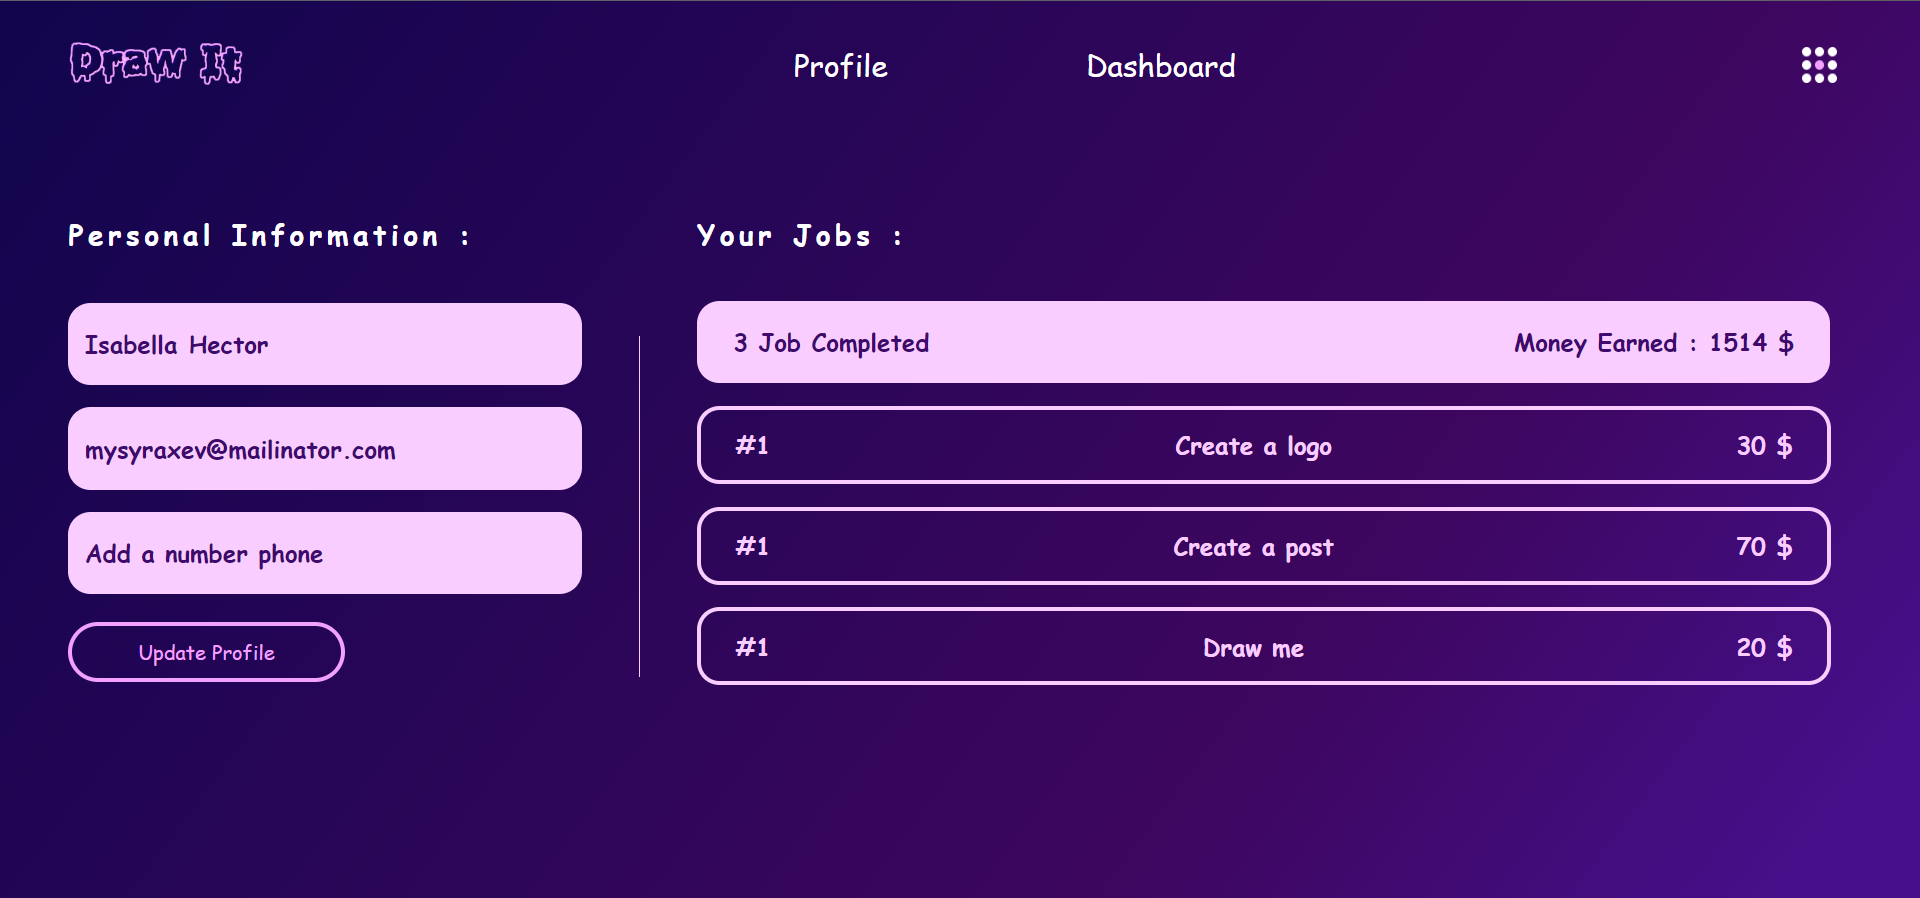 Draw It
Profile
Dashboard
Personal Information :
Isabella Hector
mysyraxev@mailinator.com
Add a number phone
Update Profile
Your Jobs :
3 Job Completed Money Earned : 1514 $
#1 Create a logo 30 $
#1 Create a post 70 $
#1 Draw me 20 $